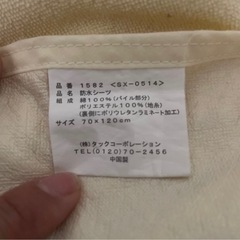 品番 1582 <SX-0514>
品名 防水シーツ
組成 綿100%(パイル部分)
ポリエステル100%(地糸)
(裏側にポリウレタンラミネート加工)
サイズ 70×120cm
(株)タックコーポレーション
TEL(0120)70-2456
中国製